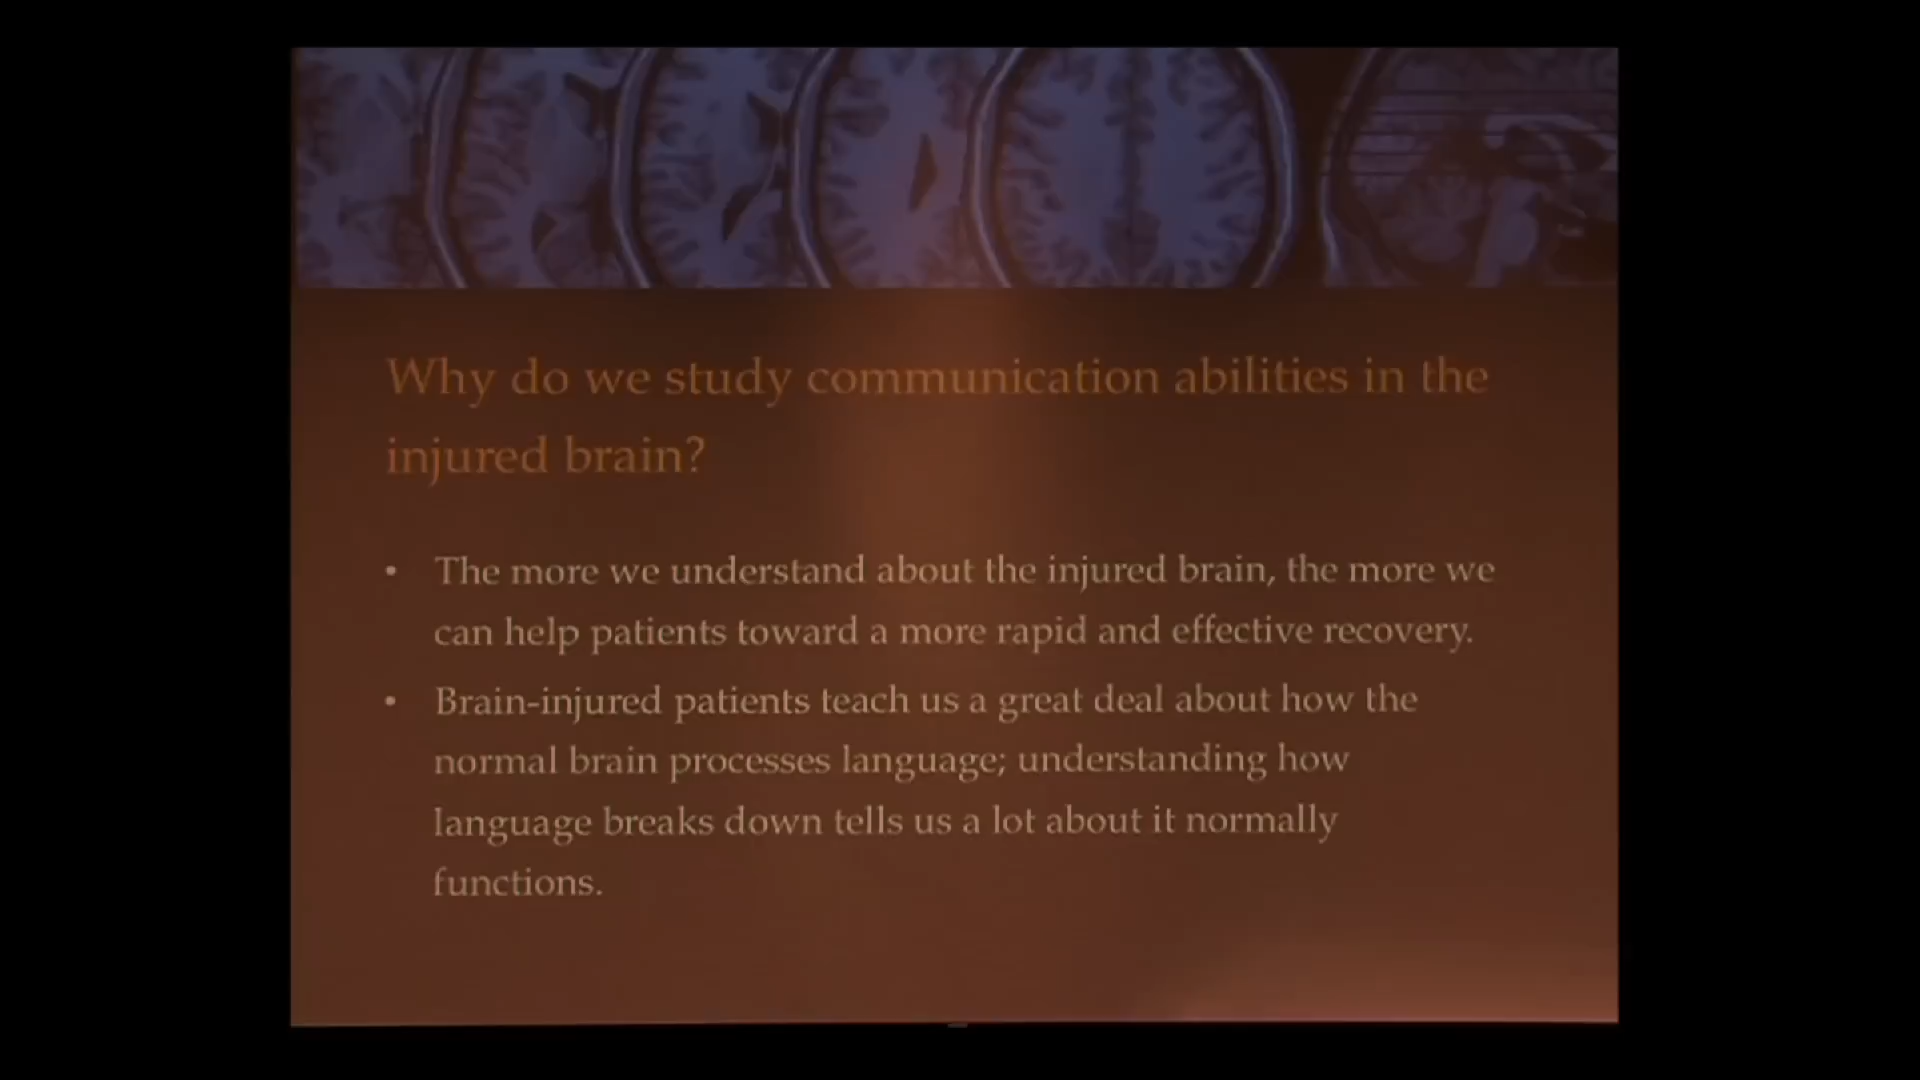 Why do we study communication abilities in the
injured brain?
• The more we understand about the injured brain, the more we
can help patients toward a more rapid and effective recovery.
• Brain-injured patients teach us a great deal about how the
normal brain processes language; understanding how
language breaks down tells us a lot about it normally
functions.